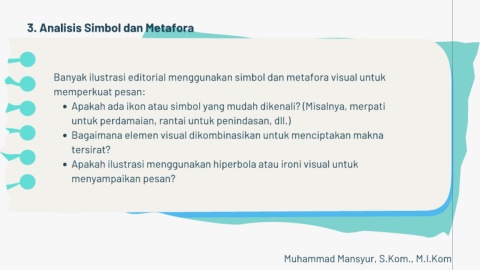 3. Analisis Simbol dan Metafora
Banyak ilustrasi editorial menggunakan simbol dan metafora visual untuk
memperkuat pesan:
• Apakah ada ikon atau simbol yang mudah dikenali? (Misalnya, merpati
untuk perdamaian, rantai untuk penindasan, dll.)
• Bagaimana elemen visual dikombinasikan untuk menciptakan makna
tersirat?
• Apakah ilustrasi menggunakan hiperbola atau ironi visual untuk
menyampaikan pesan?
Muhammad Mansyur, S.Kom., M.I.Kom